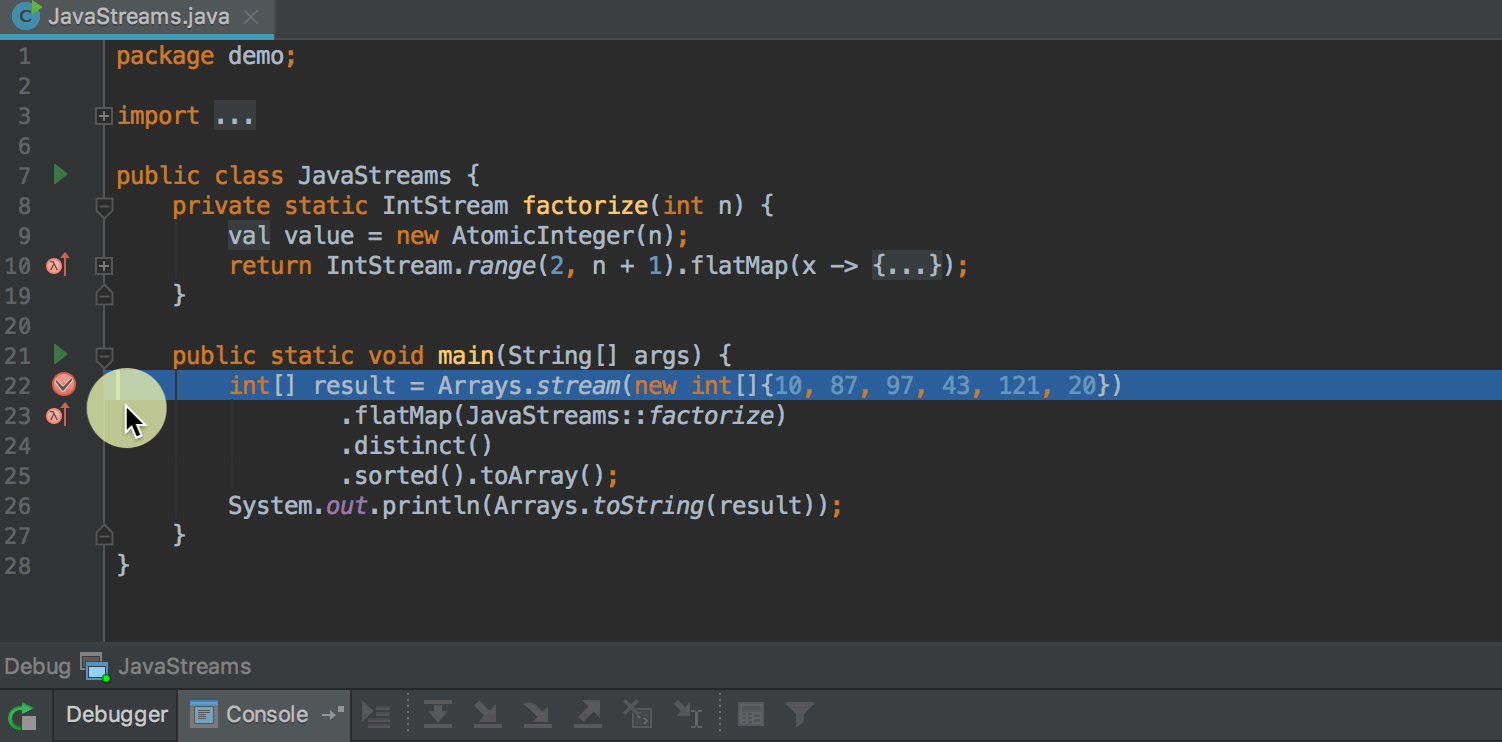 JavaStreams.java
1 package demo;
2
3 import ...
6
7 public class JavaStreams {
8 private static IntStream factorize(int n) {
9 val value = new AtomicInteger(n);
10 return IntStream.range(2, n + 1).flatMap(x -> {...});
19 }
20
21 public static void main(String[] args) {
22 int[] result = Arrays.stream(new int[]{10, 87, 97, 43, 121, 20})
23 .flatMap(JavaStreams::factorize)
24 .distinct()
25 .sorted().toArray();
26 System.out.println(Arrays.toString(result));
27 }
28 }
Debug JavaStreams
Debugger Console